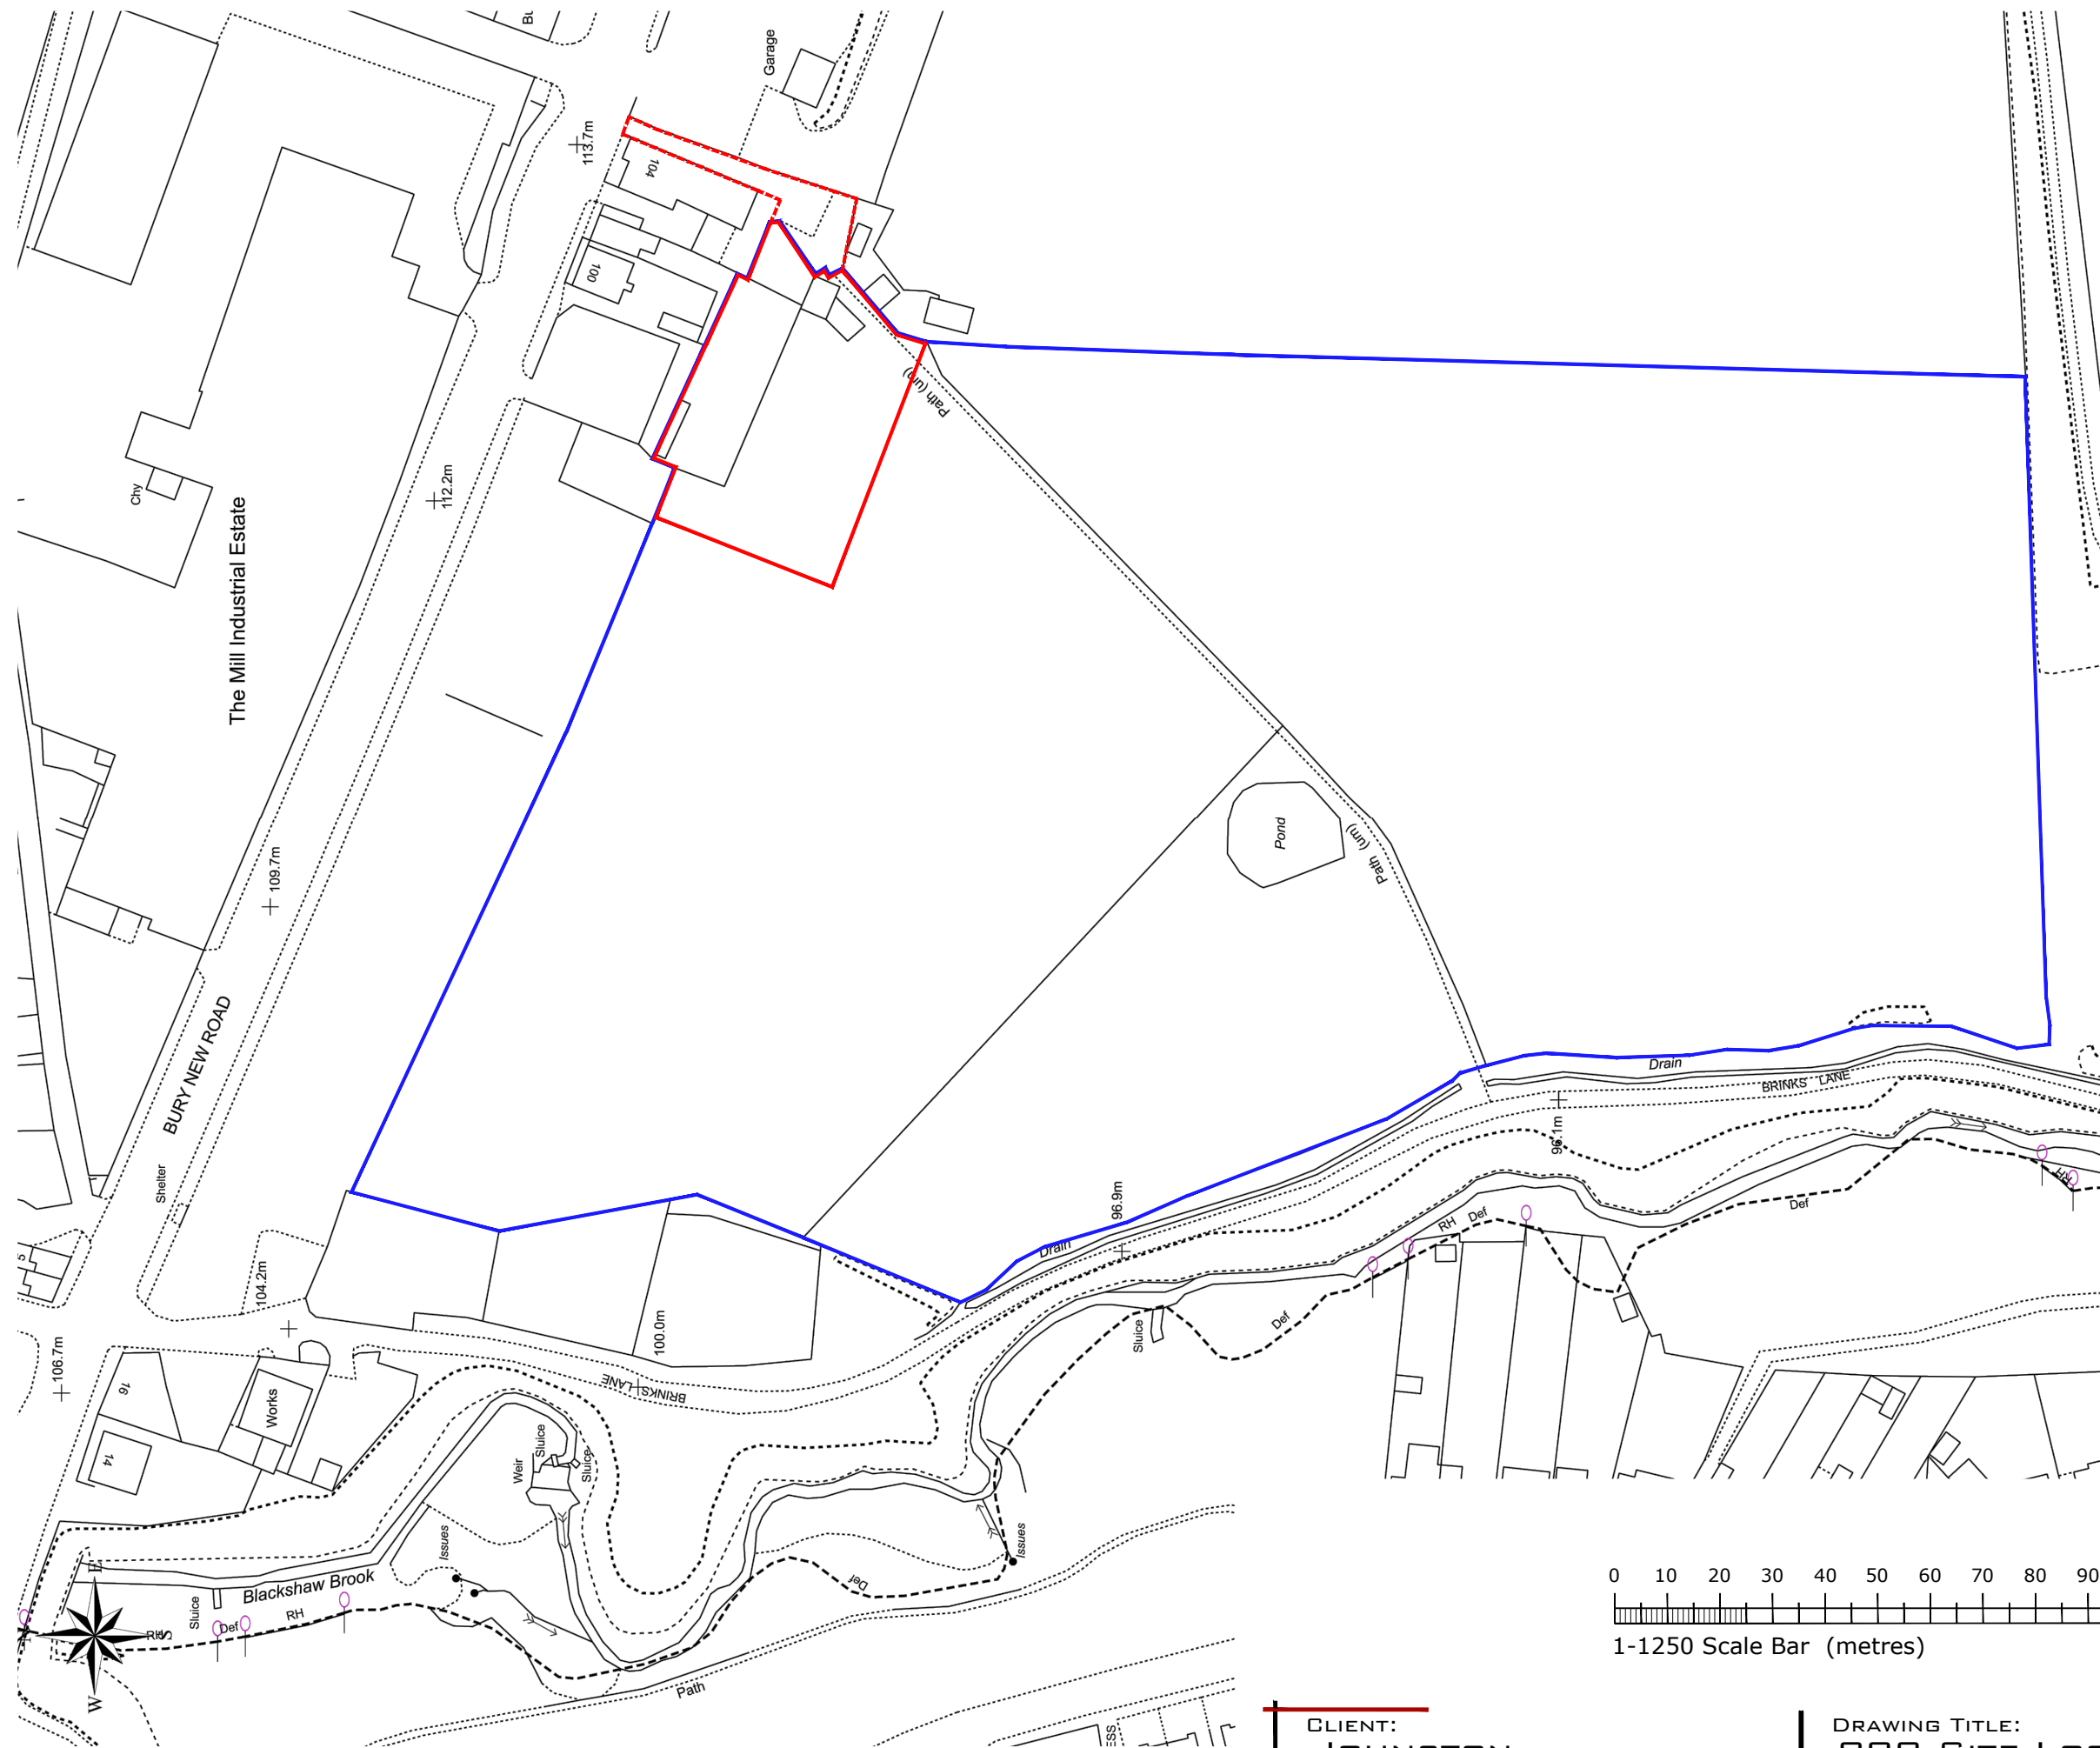 Garage
113.7m
104
100
Path (um)
Chy
112.2m
The Mill Industrial Estate
Pond
Path (um)
109.7m
BURY NEW ROAD
Shelter
Drain
BRINKS LANE
96.1m
96.9m
Drain
RH
Def
Def
RH
104.2m
100.0m
Sluice
Def
106.7m
16
Works
BRINKS LANE
14
Sluice
Weir
Sluice
Issues
Issues
Def
Blackshaw Brook
Sluice
Def
RH
RH
E
S
W
Path
0 10 20 30 40 50 60 70 80 90
1-1250 Scale Bar (metres)
CLIENT:
DRAWING TITLE: